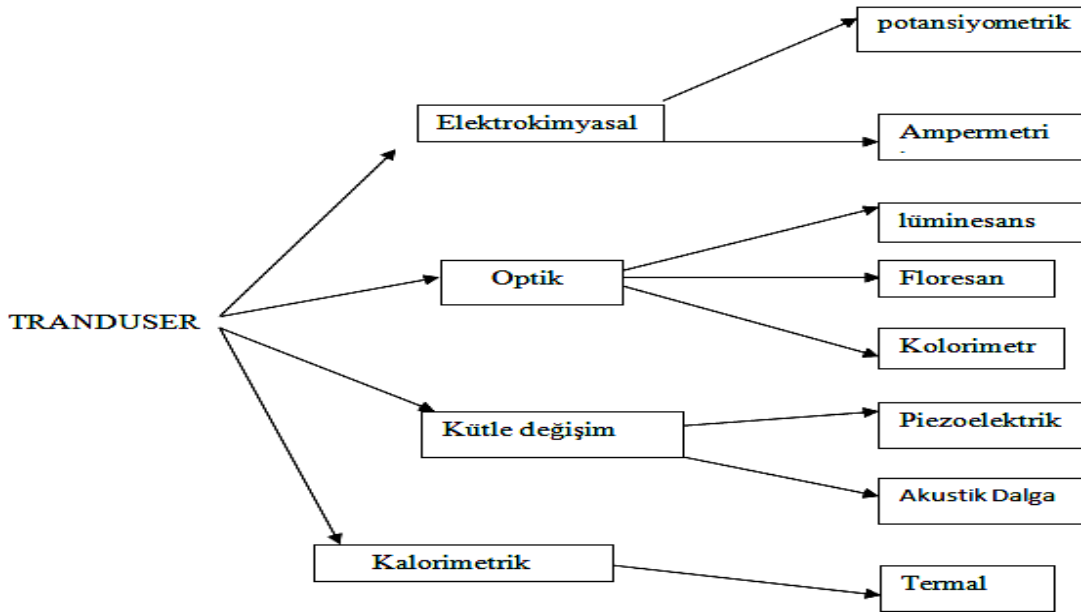 TRANDUSER
Elektrokimyasal
potansiyometrik
Ampermetri
Optik
lüminesans
Floresan
Kolorimetr
Kütle değişim
Piezoelektrik
Akustik Dalga
Kalorimetrik
Termal